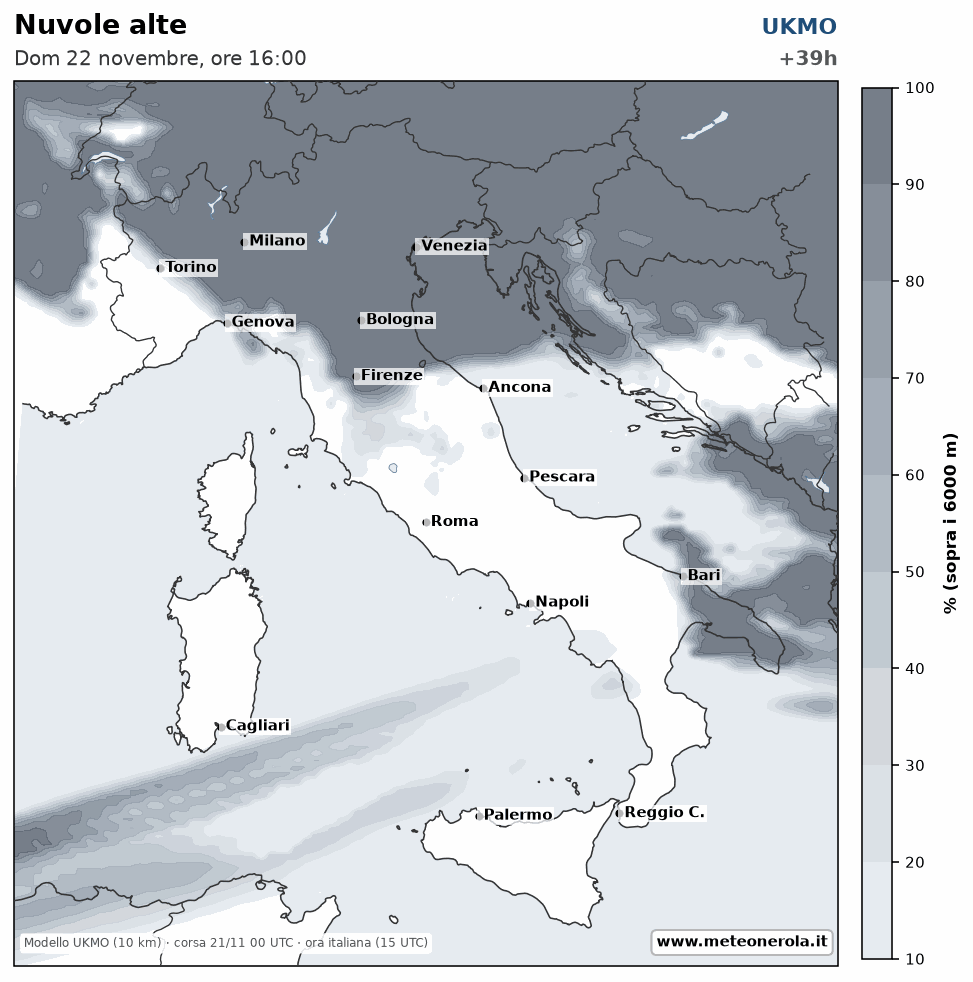 Nuvole alte
UKMO
Dom 22 novembre, ore 16:00
+39h
Milano
Venezia
Torino
Genova
Bologna
Firenze
Ancona
Pescara
Roma
Bari
Napoli
Cagliari
Palermo
Reggio C.
Modello UKMO (10 km) · corsa 21/11 00 UTC · ora italiana (15 UTC)
www.meteonerola.it
100
90
80
70
60
50
40
30
20
10
% (sopra i 6000 m)